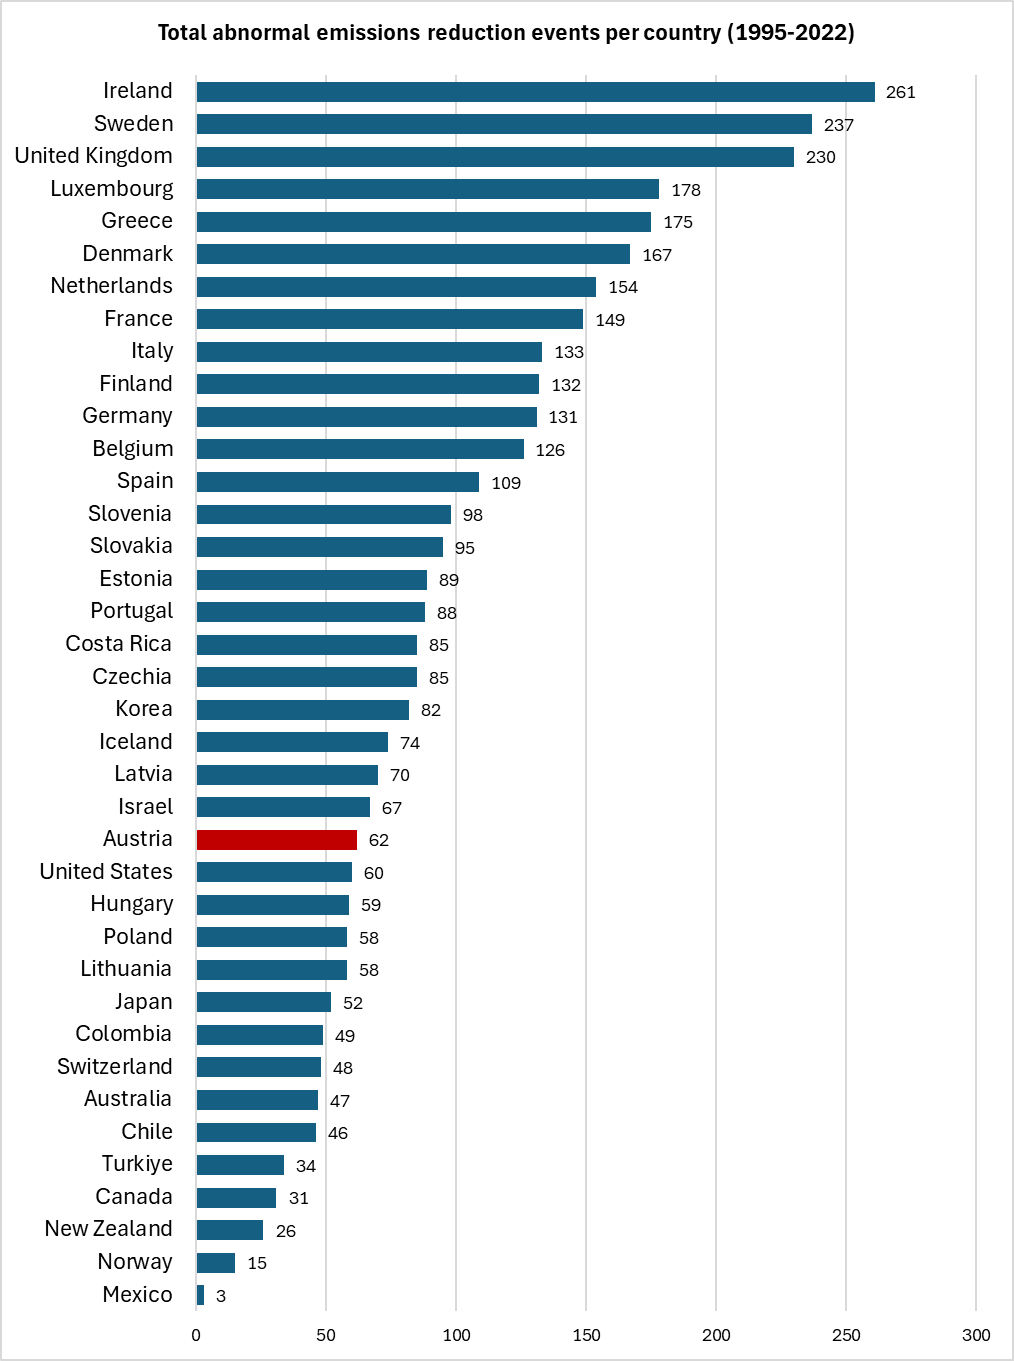 Total abnormal emissions reduction events per country (1995-2022)
Ireland 261
Sweden 237
United Kingdom 230
Luxembourg 178
Greece 175
Denmark 167
Netherlands 154
France 149
Italy 133
Finland 132
Germany 131
Belgium 126
Spain 109
Slovenia 98
Slovakia 95
Estonia 89
Portugal 88
Costa Rica 85
Czechia 85
Korea 82
Iceland 74
Latvia 70
Israel 67
Austria 62
United States 60
Hungary 59
Poland 58
Lithuania 58
Japan 52
Colombia 49
Switzerland 48
Australia 47
Chile 46
Turkiye 34
Canada 31
New Zealand 26
Norway 15
Mexico 3
0 50 100 150 200 250 300